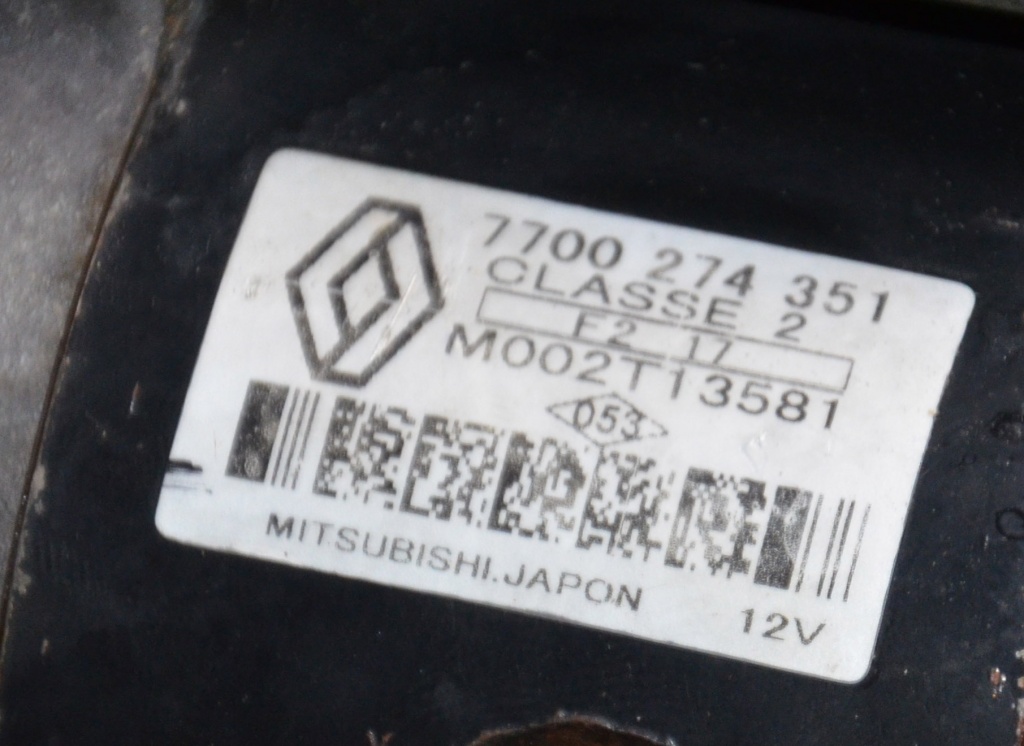 7700 274 351
CLASSE 2
F2 17
M002T13581
053
MITSUBISHI.JAPON
12V